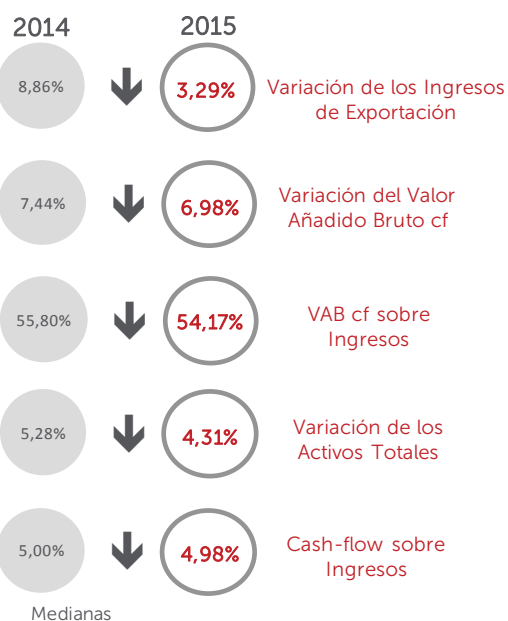 2014
2015
8,86%
3,29%
Variación de los Ingresos
de Exportación
7,44%
6,98%
Variación del Valor
Añadido Bruto cf
55,80%
54,17%
VAB cf sobre
Ingresos
5,28%
4,31%
Variación de los
Activos Totales
5,00%
4,98%
Cash-flow sobre
Ingresos
Medianas